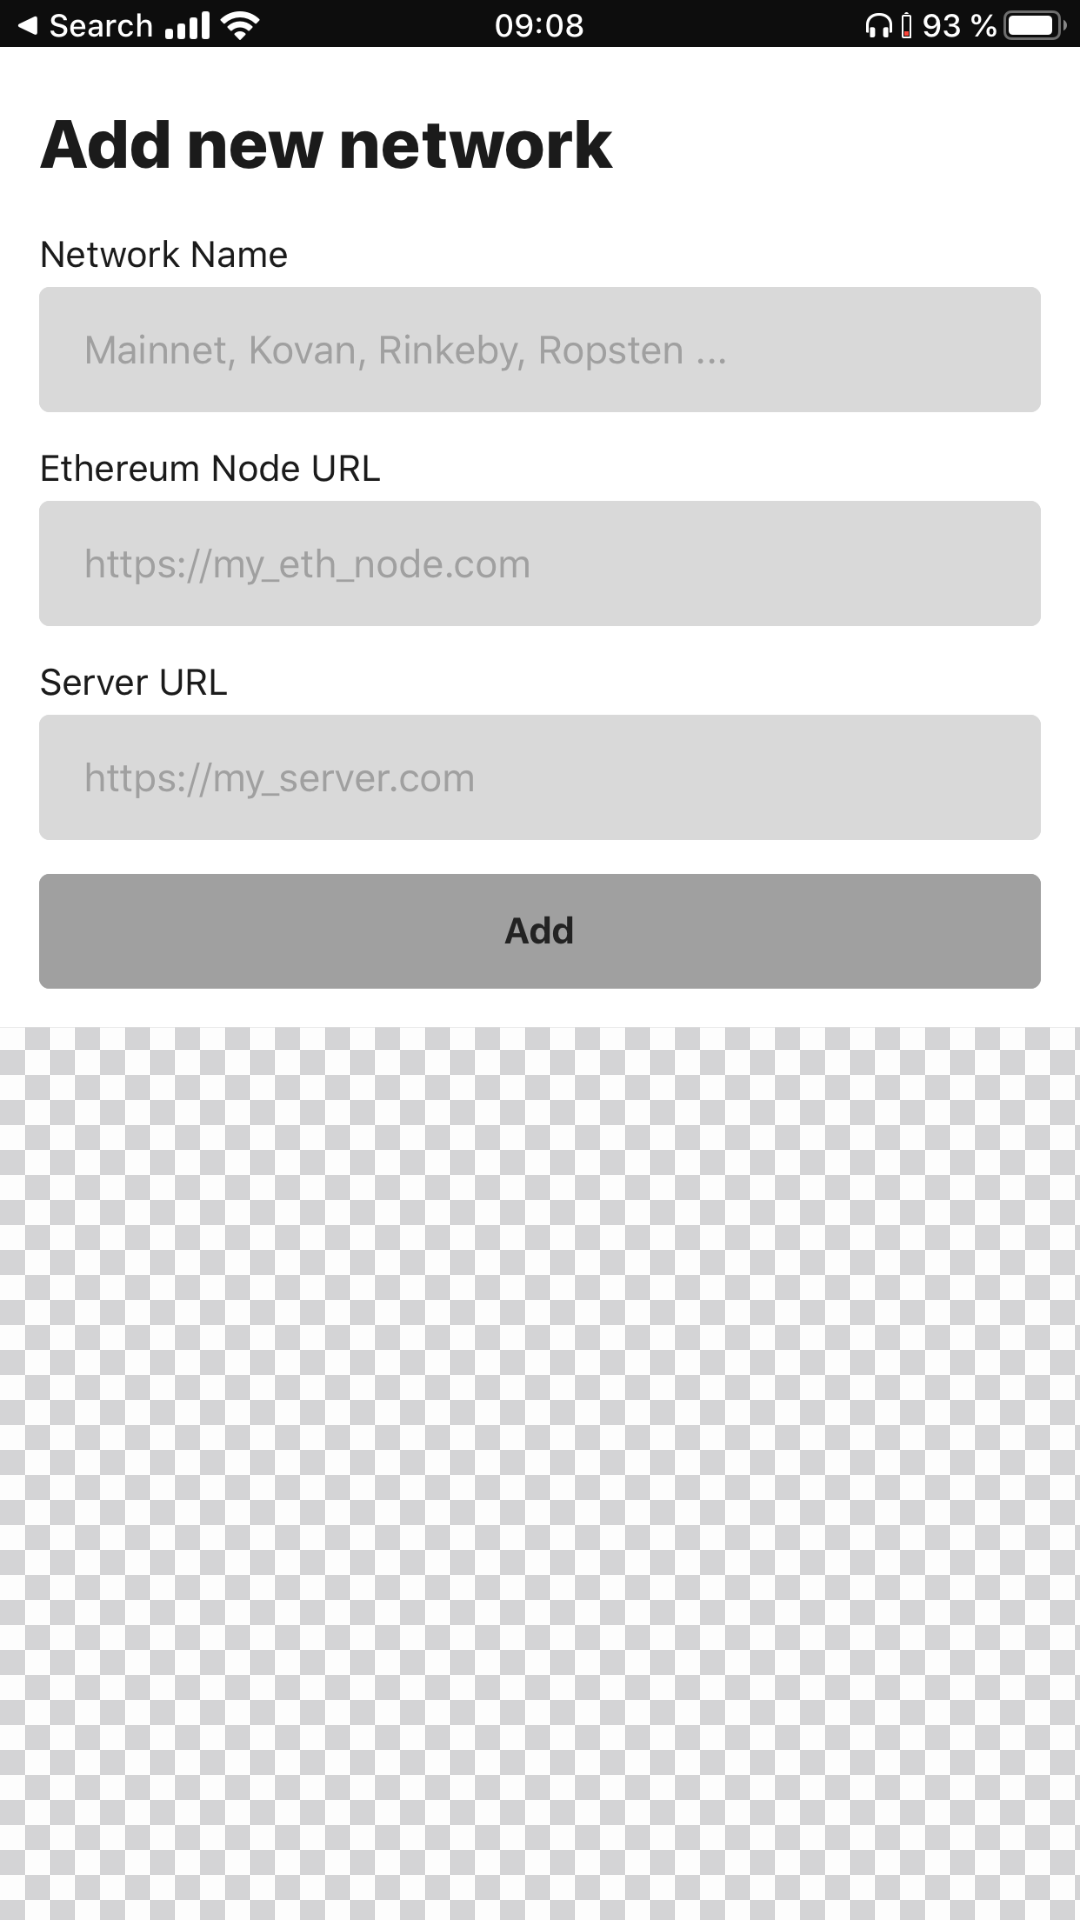 Search 09:08 93 %
Add new network
Network Name
Mainnet, Kovan, Rinkeby, Ropsten ...
Ethereum Node URL
https://my_eth_node.com
Server URL
https://my_server.com
Add